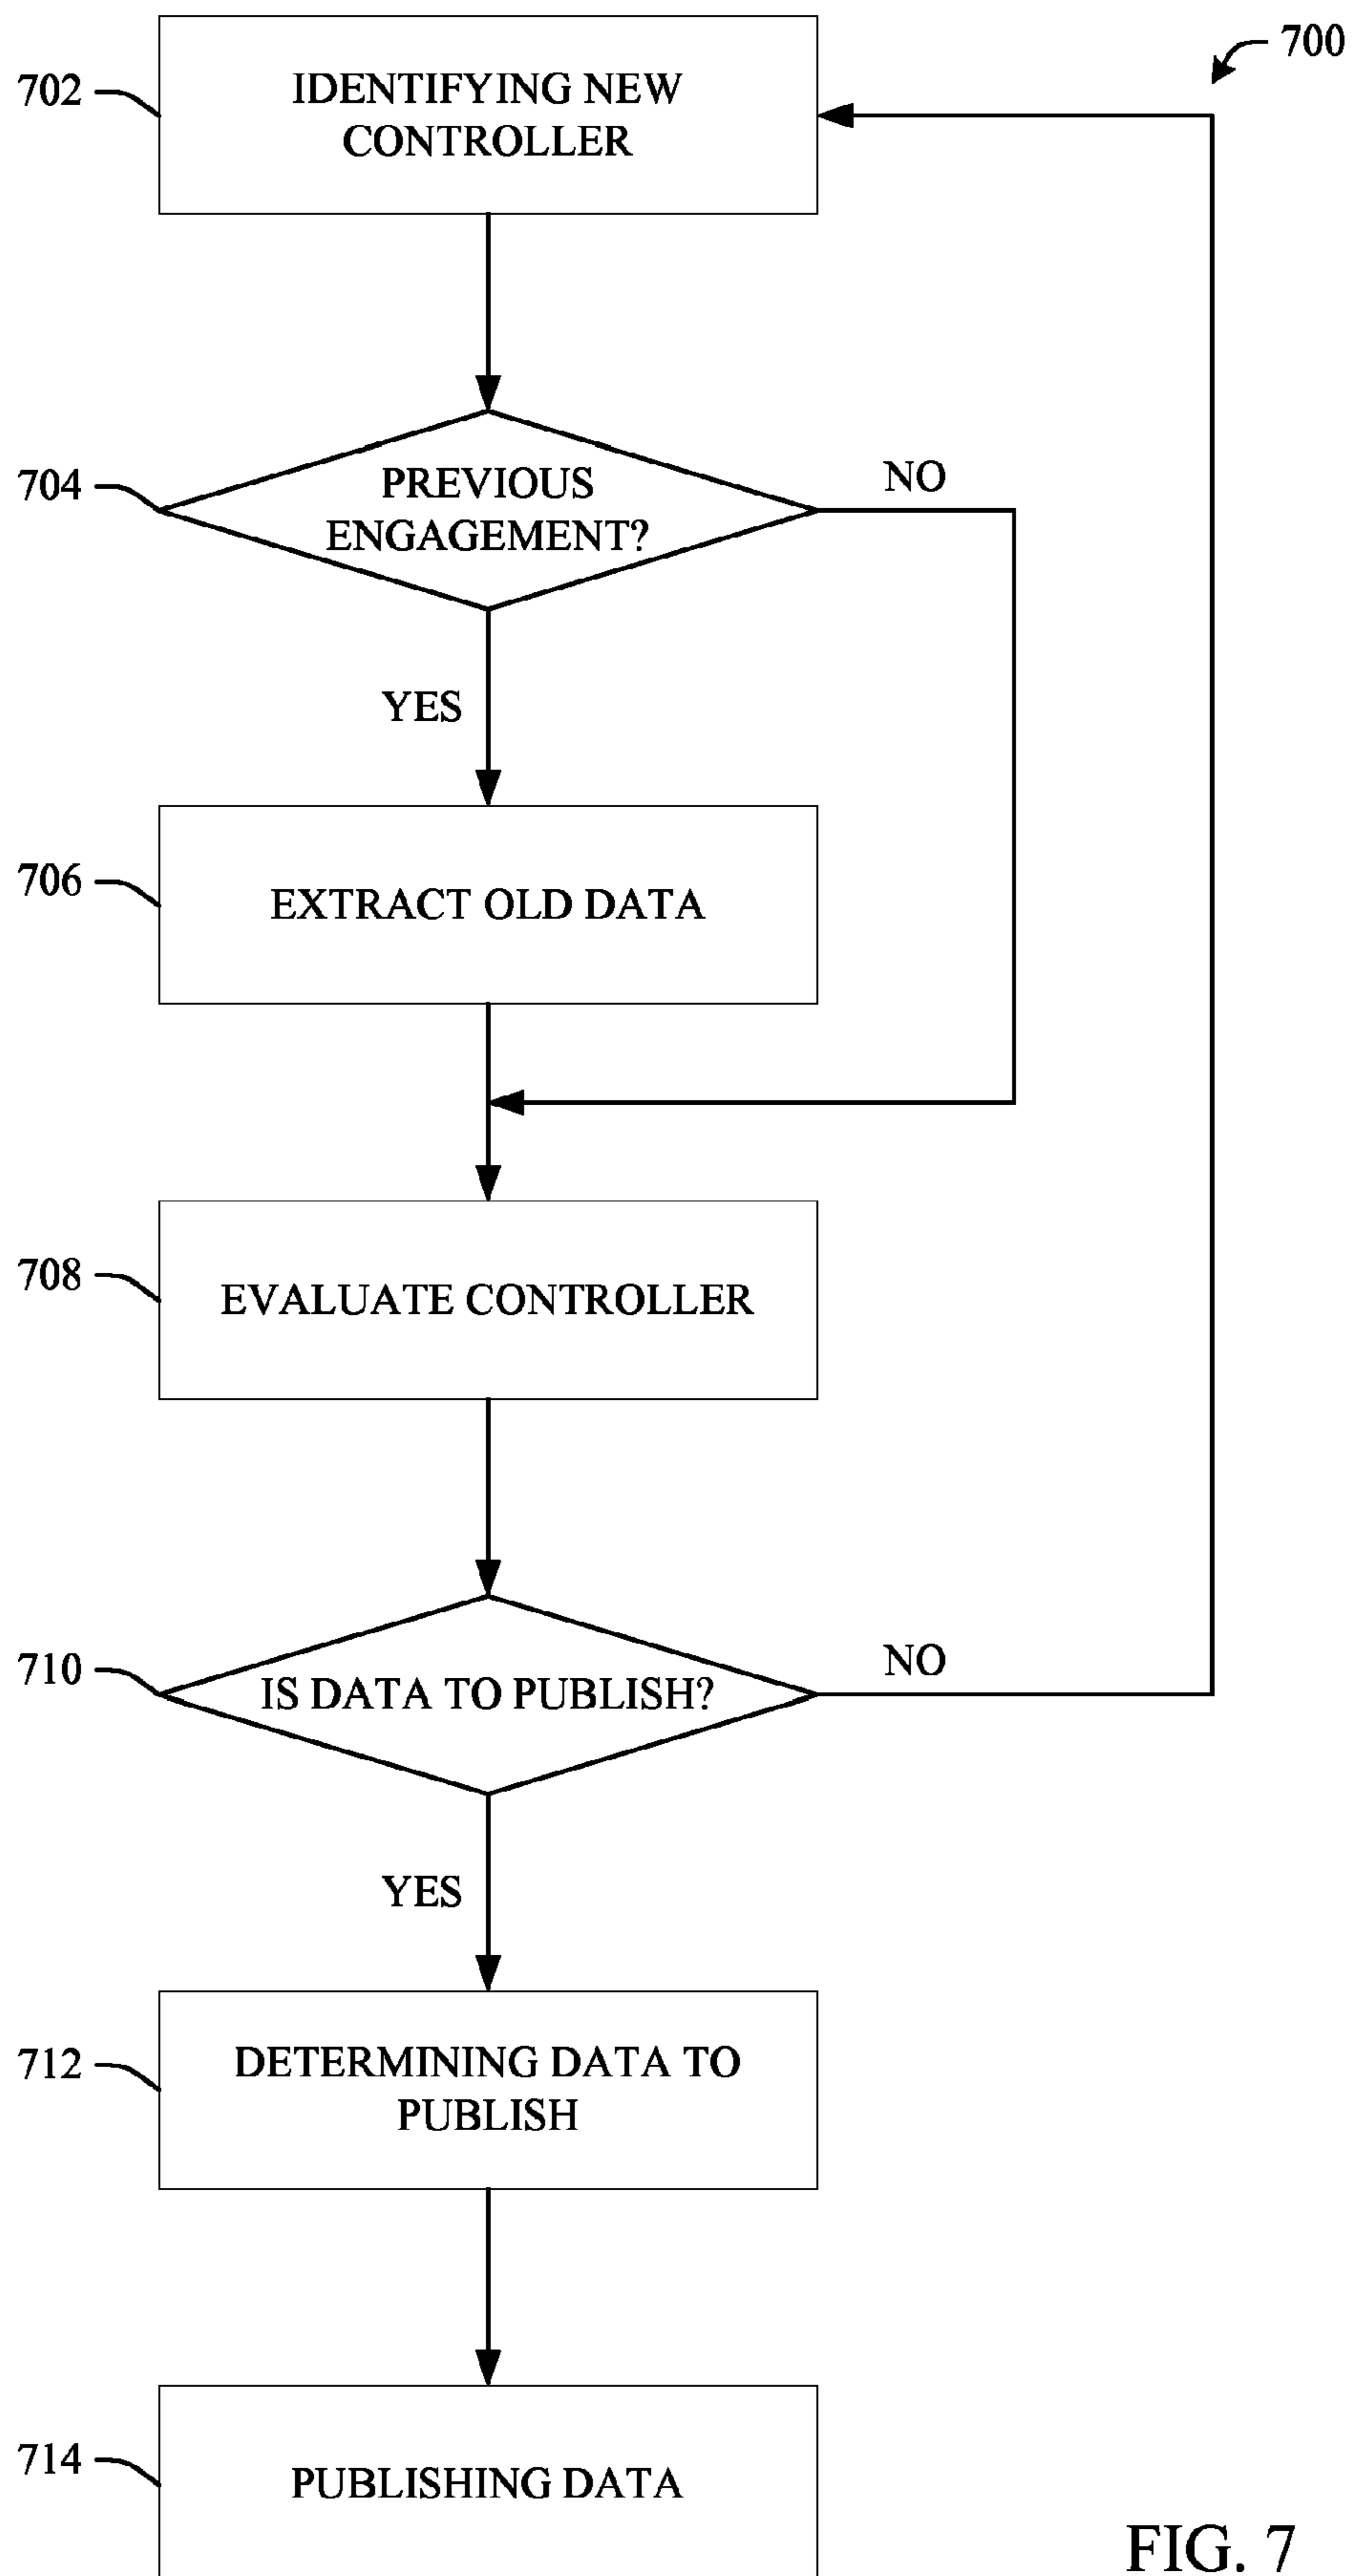 700
702
IDENTIFYING NEW
CONTROLLER
704
PREVIOUS
ENGAGEMENT?
NO
YES
706
EXTRACT OLD DATA
708
EVALUATE CONTROLLER
710
IS DATA TO PUBLISH?
NO
YES
712
DETERMINING DATA TO
PUBLISH
714
PUBLISHING DATA
FIG. 7